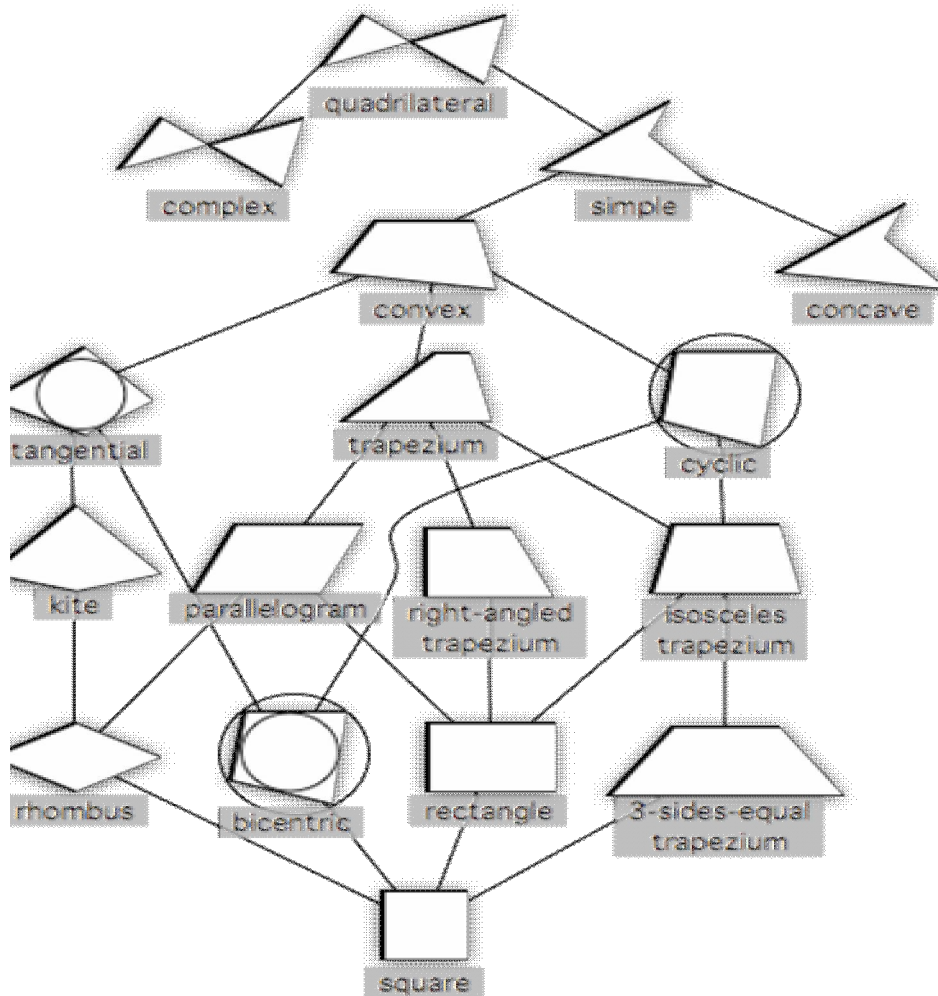 quadrilateral
complex
simple
convex
concave
tangential
trapezium
cyclic
kite
parallelogram
right-angled
trapezium
isosceles
trapezium
rhombus
bicentric
rectangle
3-sides-equal
trapezium
square